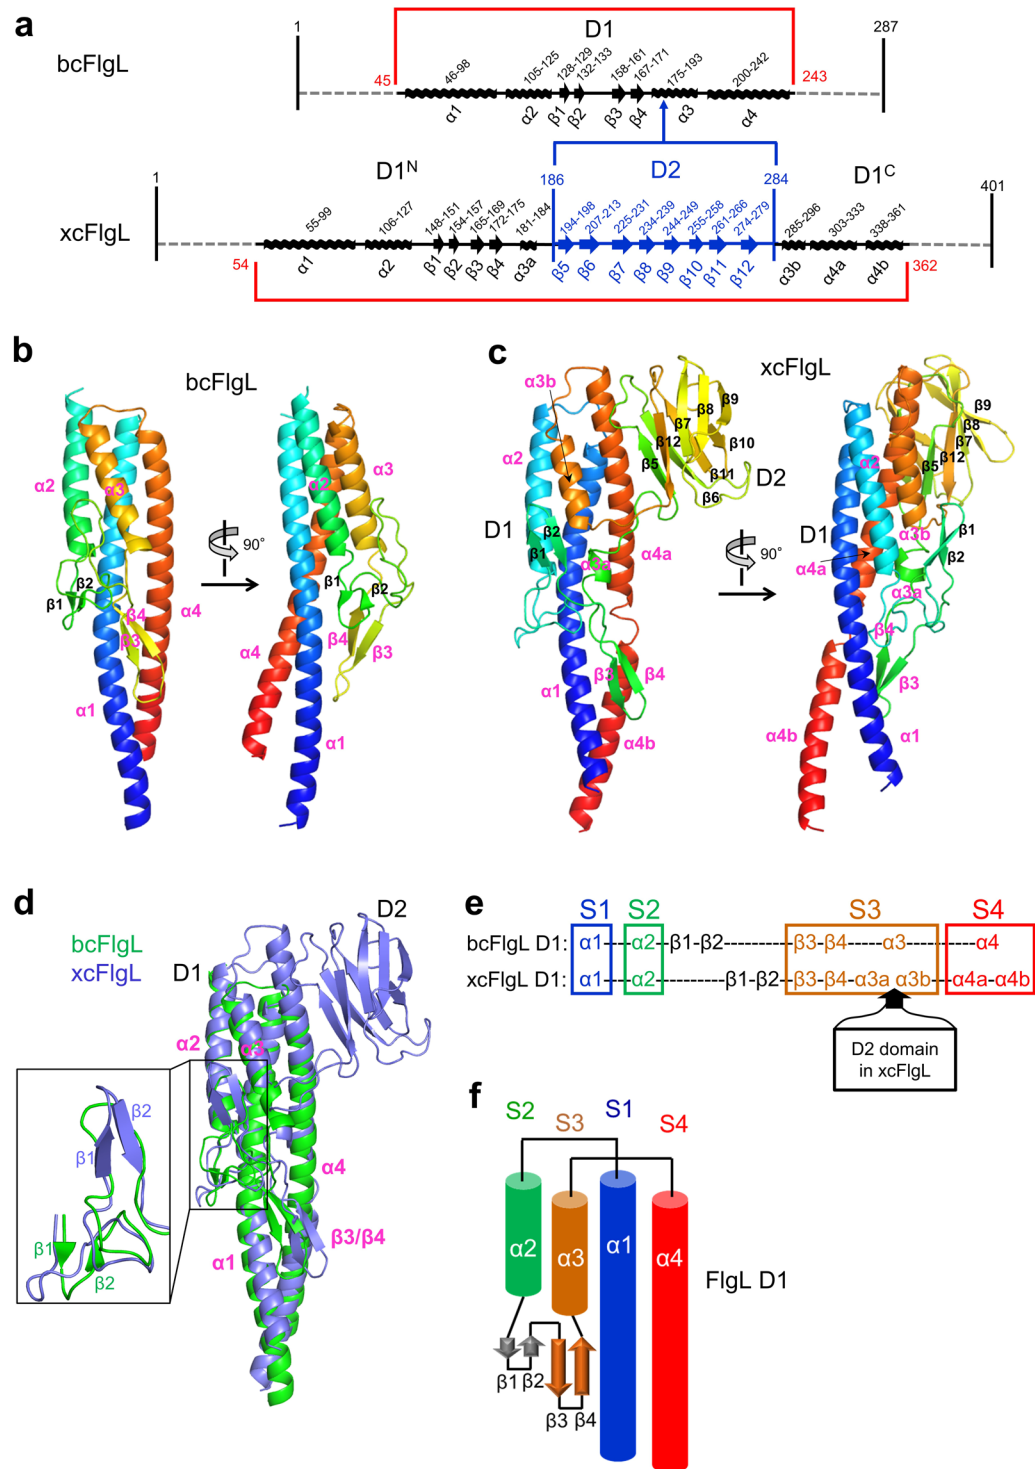 a
bcFlgL
1
D1
287
45
243
46-98
105-125
128-129
132-133
158-161
167-171
175-193
200-242
α1
α2
β1
β2
β3
β4
α3
α4
xcFlgL
1
D1N
D2
D1C
401
186
284
54
362
55-99
106-127
148-151
154-157
165-169
172-175
181-184
194-198
207-213
225-231
234-239
244-249
255-258
261-266
274-279
285-296
303-333
338-361
α1
α2
β1
β2
β3
β4
α3a
β5
β6
β7
β8
β9
β10
β11
β12
α3b
α4a
α4b
b
bcFlgL
α2
α3
β2
β1
β4
β3
α4
α1
90°
α2
α3
β1
β2
β4
β3
α4
α1
c
xcFlgL
α3b
α2
D1
β2
β1
β9
β8
β7
β12
β10
β5
β11
β6
D2
α3a
α4a
β3
β4
α1
α4b
90°
β9
β8
β7
β12
β5
α2
D1
α3b
β1
β2
α4a
α3a
β4
β3
α4b
α1
d
D2
bcFlgL
xcFlgL
D1
α2
α3
β2
β1
β1
β2
α4
α1
β3/β4
e
S1 S2 S3 S4
bcFlgL D1: α1----α2--β1-β2-----------β3-β4-----α3---------α4
xcFlgL D1: α1----α2-----------β1-β2--β3-β4-α3a α3b---α4a-α4b
D2 domain
in xcFlgL
f
S2 S3 S1 S4
α2
α3
α1
α4
FlgL D1
β1
β2
β3
β4